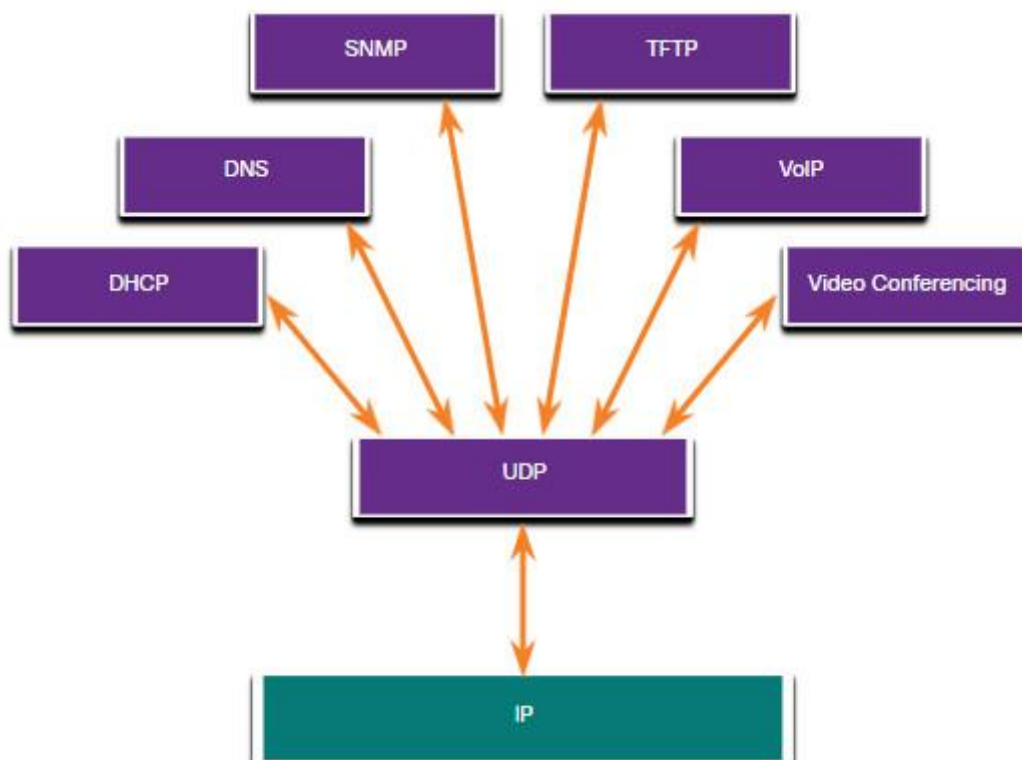 SNMP
TFTP
DNS
VoIP
DHCP
Video Conferencing
UDP
IP